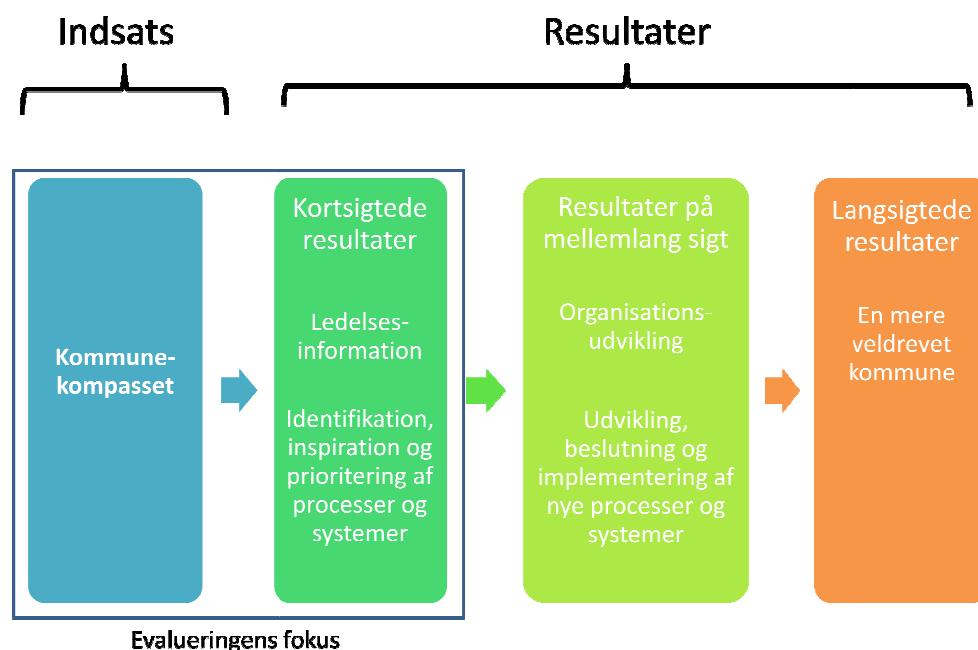 Indsats
Resultater
Kommune-
kompasset
Kortsigtede
resultater
Ledelses-
information
Identifikation,
inspiration og
prioritering af
processer og
systemer
Resultater på
mellemlang sigt
Organisations-
udvikling
Udvikling,
beslutning og
implementering af
nye processer og
systemer
Langsigtede
resultater
En mere
veldrevet
kommune
Evalueringens fokus